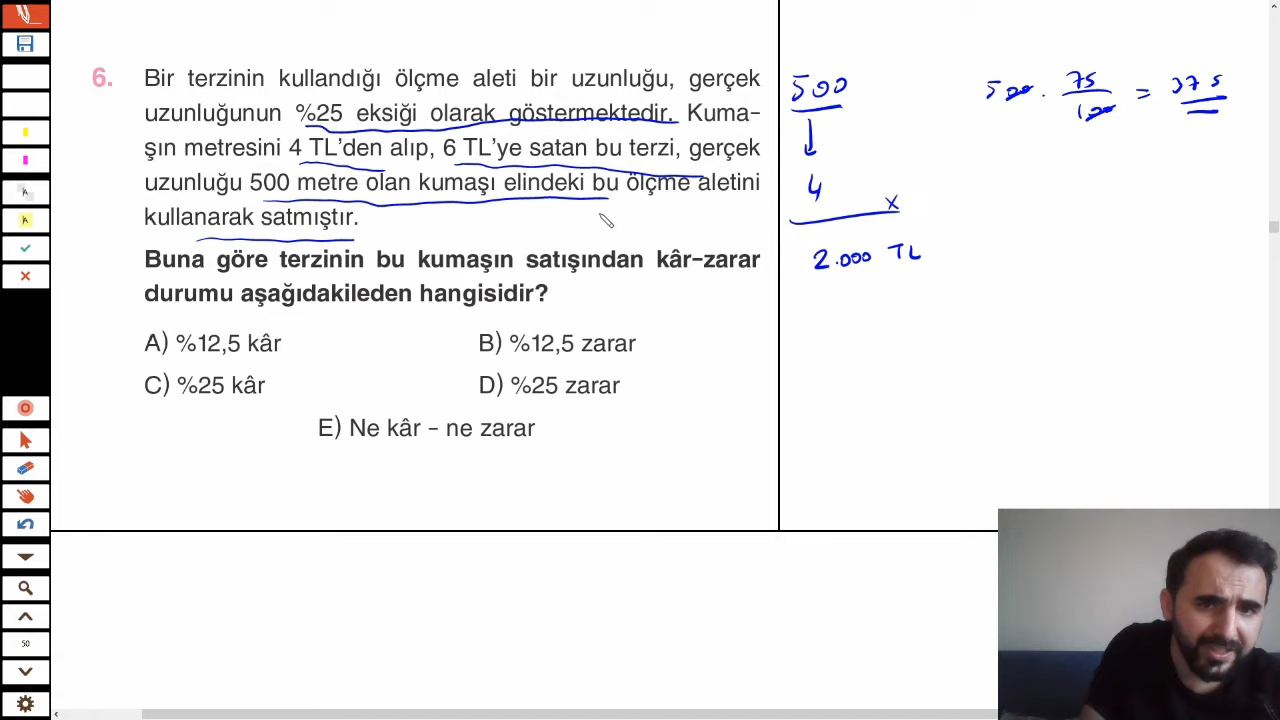 6. Bir terzinin kullandığı ölçme aleti bir uzunluğu, gerçek
uzunluğunun %25 eksiği olarak göstermektedir. Kuma-
şın metresini 4 TL’den alıp, 6 TL’ye satan bu terzi, gerçek
uzunluğu 500 metre olan kumaşı elindeki bu ölçme aletini
kullanarak satmıştır.
Buna göre terzinin bu kumaşın satışından kâr–zarar
durumu aşağıdakileden hangisidir?
A) %12,5 kâr
B) %12,5 zarar
C) %25 kâr
D) %25 zarar
E) Ne kâr – ne zarar
500
4
x
2.000 TL
500 . 75/100 = 375
50